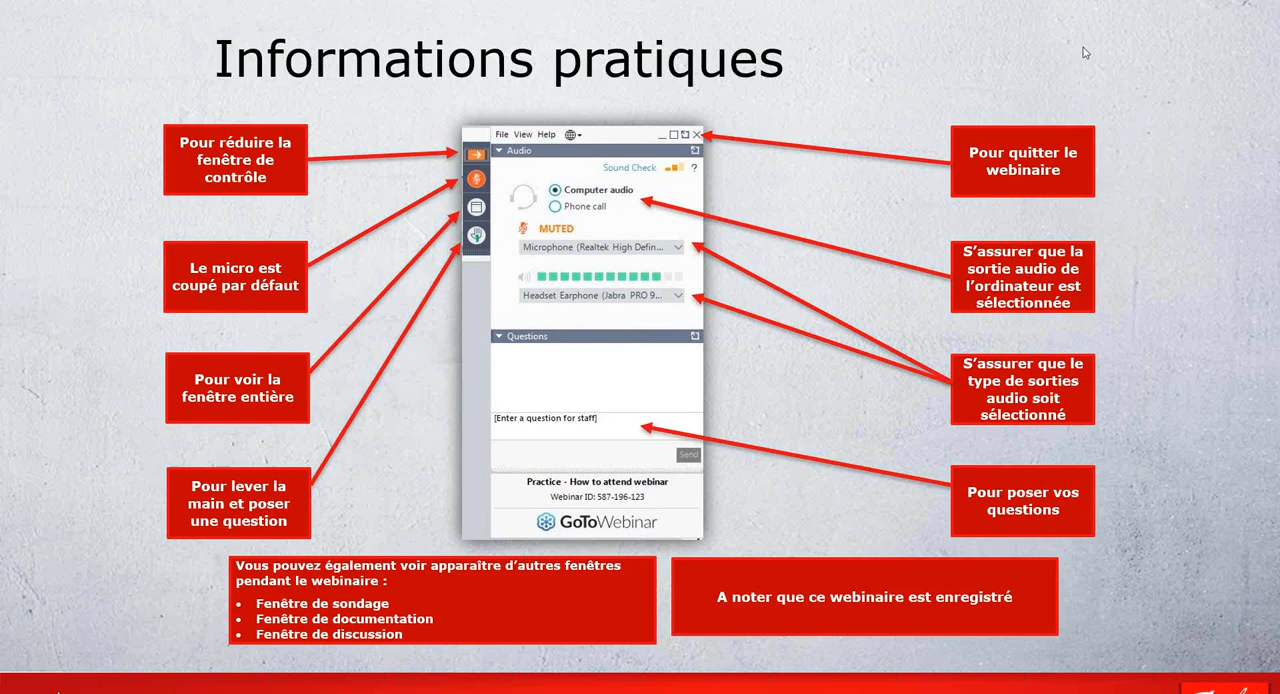 Informations pratiques
Pour réduire la
fenêtre de
contrôle
Le micro est
coupé par défaut
Pour voir la
fenêtre entière
Pour lever la
main et poser
une question
File View Help
Audio
Sound Check ?
Computer audio
Phone call
MUTED
Microphone (Realtek High Defin...
Headset Earphone (Jabra PRO 9...
Questions
[Enter a question for staff]
Send
Practice - How to attend webinar
Webinar ID: 587-196-123
GoToWebinar
Pour quitter le
webinaire
S’assurer que la
sortie audio de
l’ordinateur est
sélectionnée
S’assurer que le
type de sorties
audio soit
sélectionné
Pour poser vos
questions
Vous pouvez également voir apparaître d’autres fenêtres
pendant le webinaire :
• Fenêtre de sondage
• Fenêtre de documentation
• Fenêtre de discussion
A noter que ce webinaire est enregistré